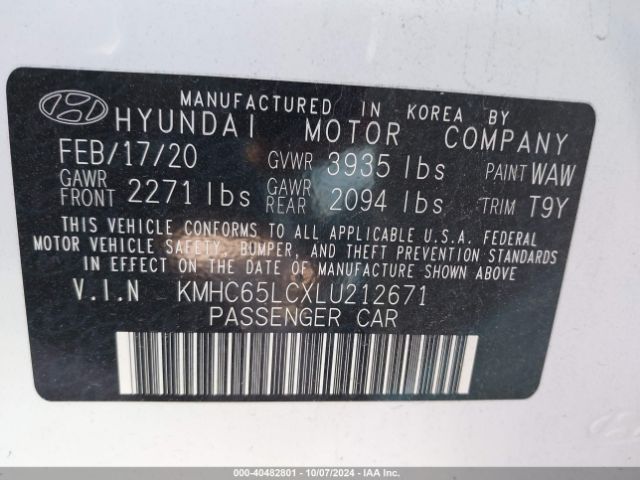 MANUFACTURED IN KOREA BY
HYUNDAI MOTOR COMPANY
FEB/17/20 GVWR 3935 lbs PAINT WAW
GAWR FRONT 2271 lbs GAWR REAR 2094 lbs TRIM T9Y
THIS VEHICLE CONFORMS TO ALL APPLICABLE U.S.A. FEDERAL
MOTOR VEHICLE SAFETY, BUMPER, AND THEFT PREVENTION
STANDARDS IN EFFECT ON THE DATE OF MANUFACTURE SHOWN ABOVE
V.I.N KMHC65LCXLU212671
PASSENGER CAR
000-40482801 - 10/07/2024 - IAAI.COM